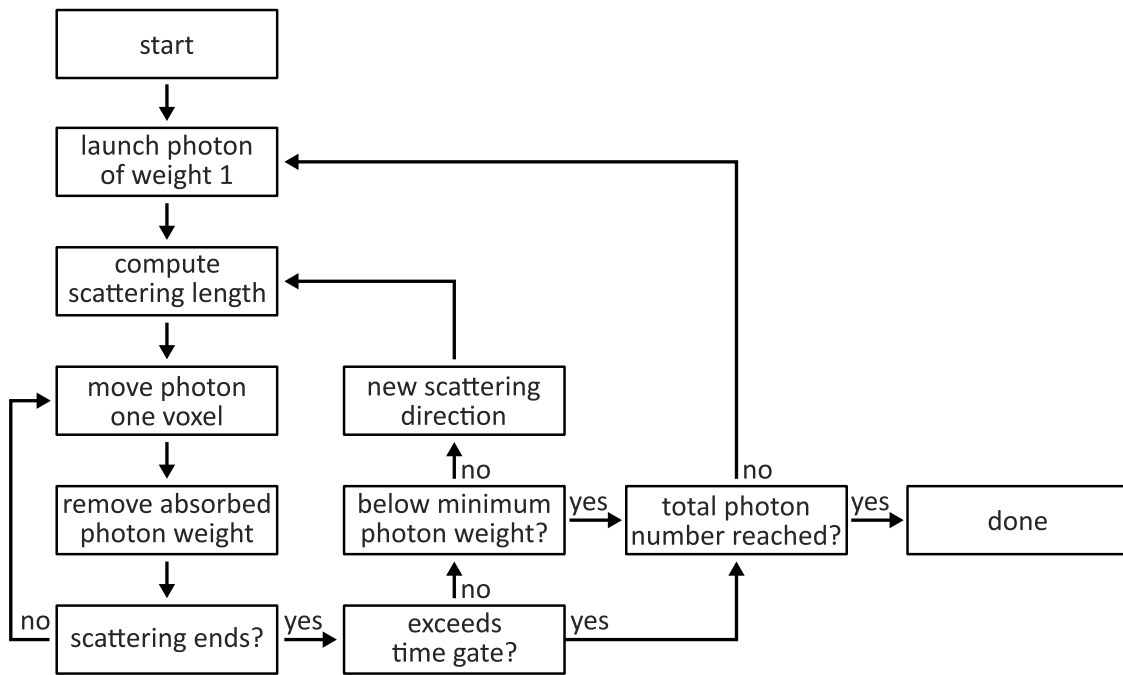 start
launch photon
of weight 1
compute
scattering length
move photon
one voxel
new scattering
direction
no
no
remove absorbed
photon weight
below minimum
photon weight?
yes
total photon
number reached?
yes
done
no
no
scattering ends?
yes
exceeds
time gate?
yes